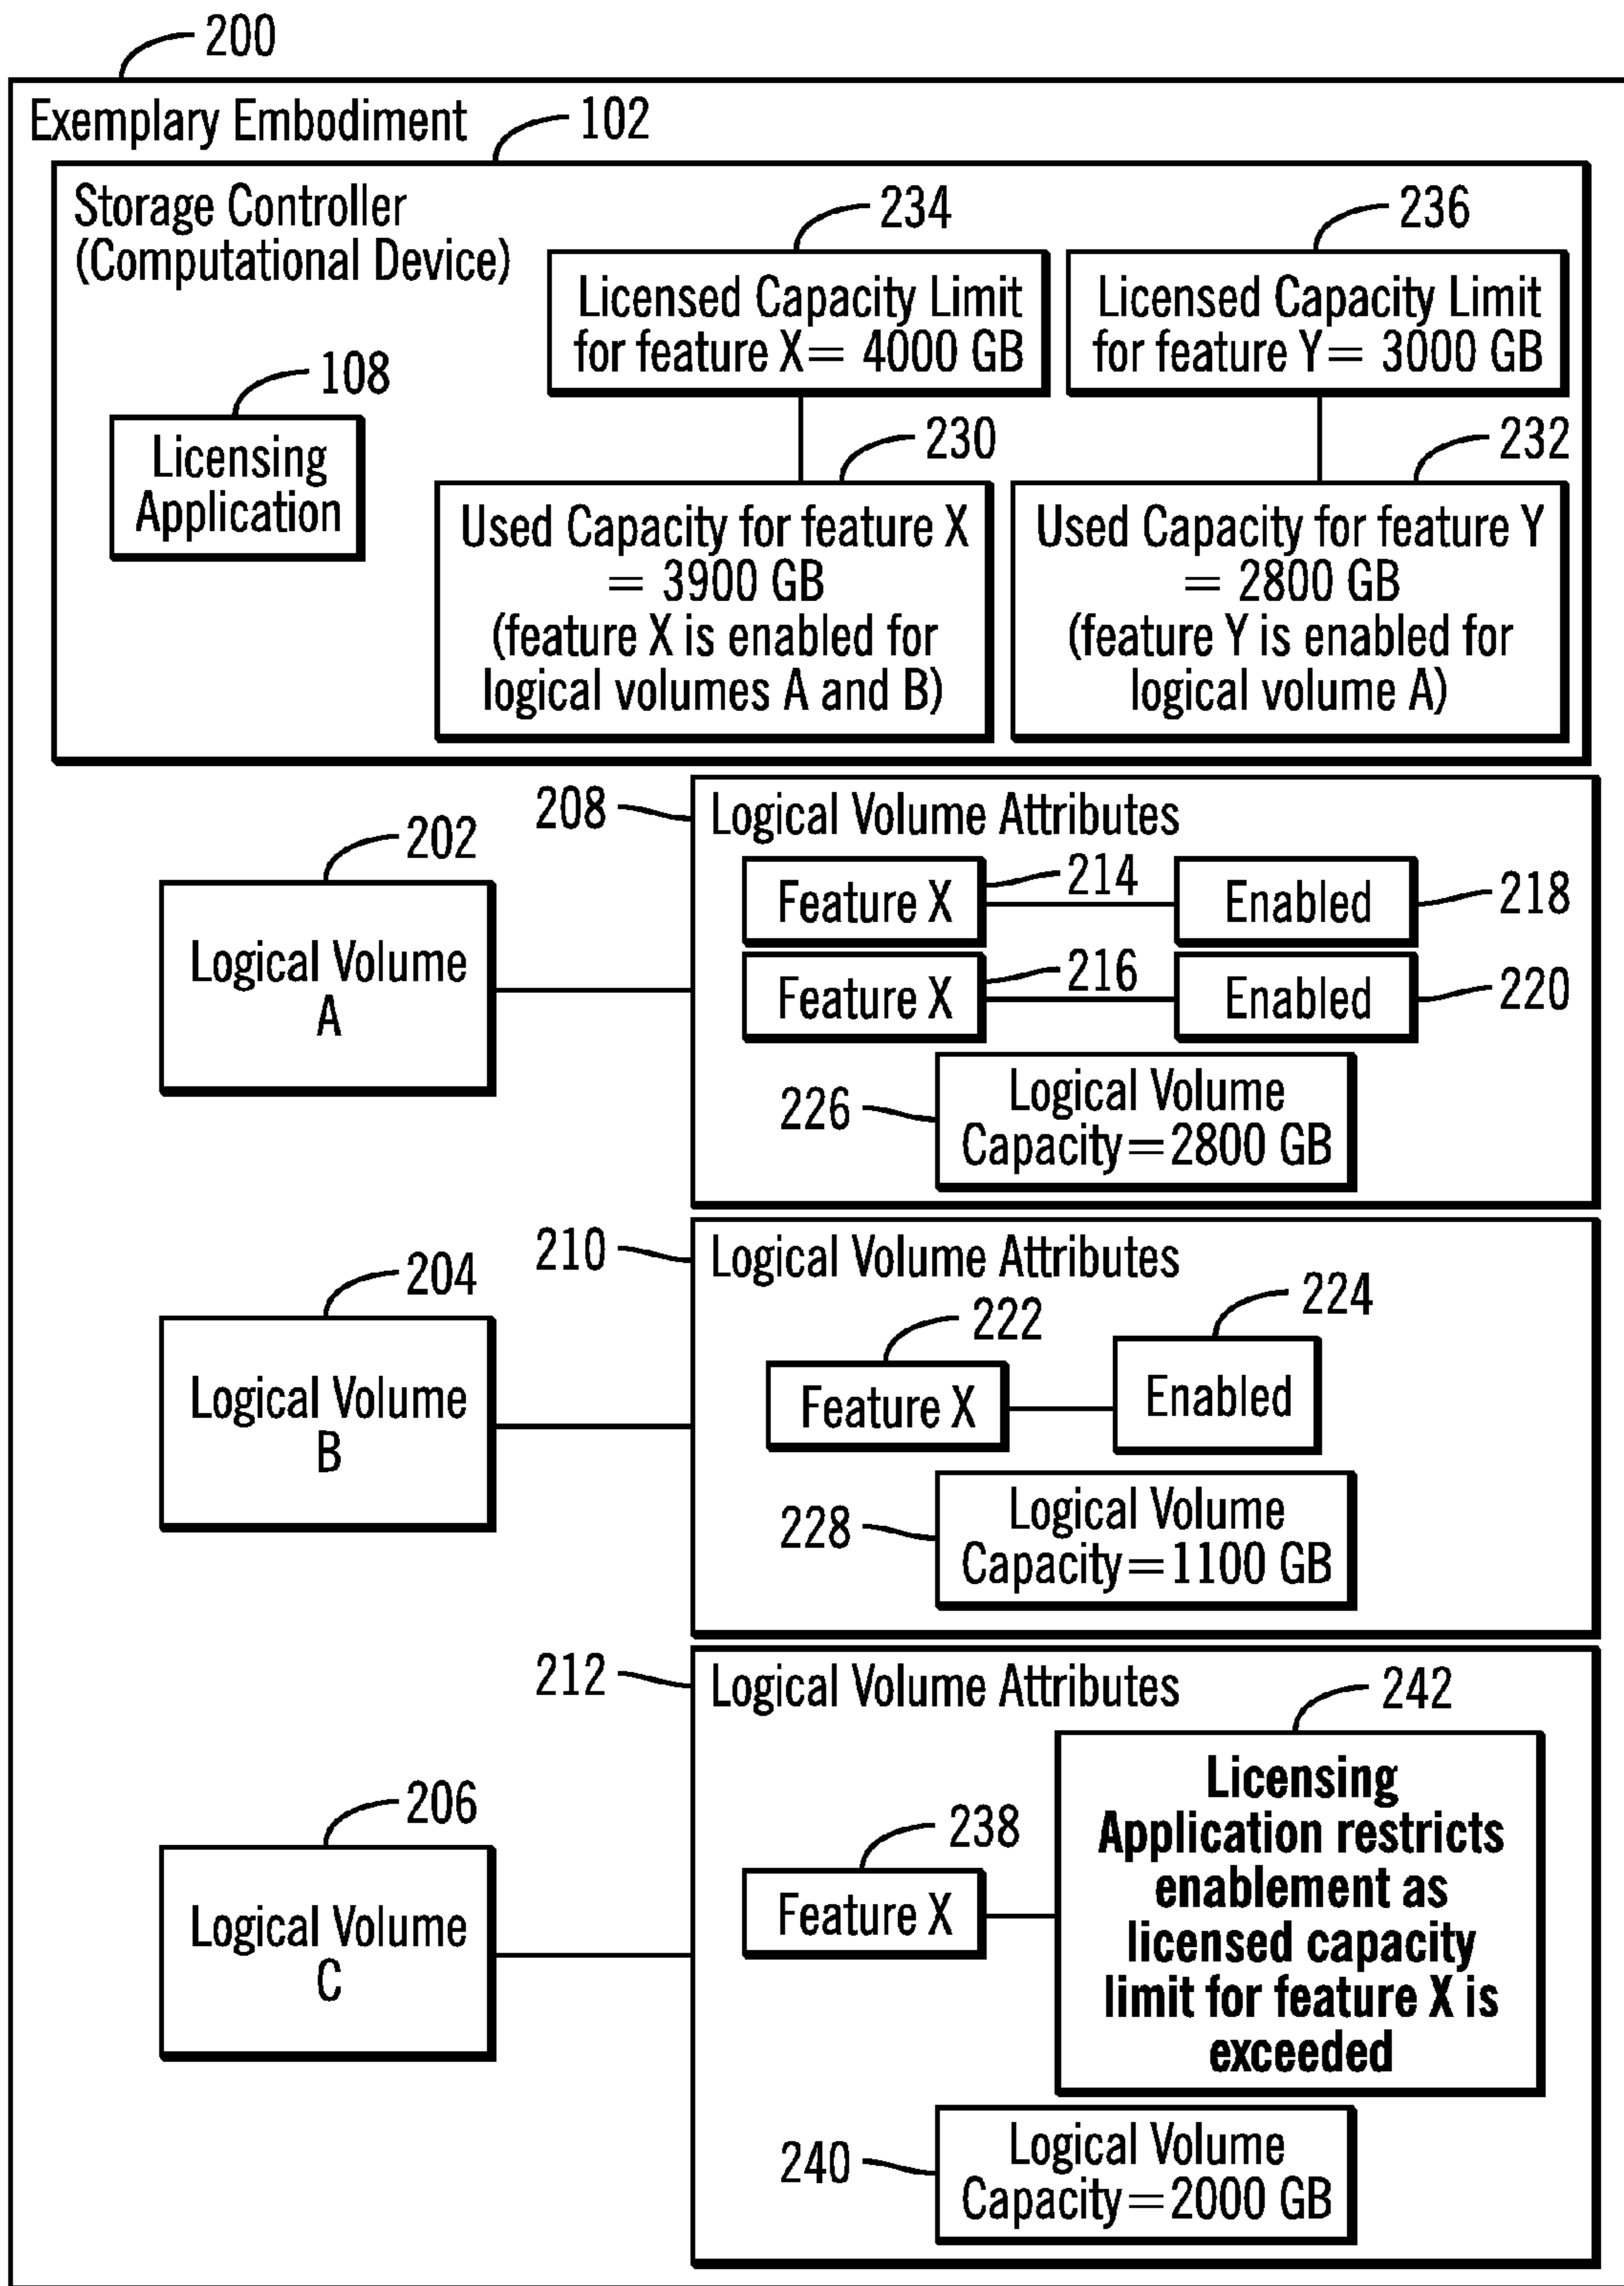 200
Exemplary Embodiment
102
Storage Controller
(Computational Device)
234
Licensed Capacity Limit
for feature X= 4000 GB
236
Licensed Capacity Limit
for feature Y= 3000 GB
108
Licensing
Application
230
Used Capacity for feature X
= 3900 GB
(feature X is enabled for
logical volumes A and B)
232
Used Capacity for feature Y
= 2800 GB
(feature Y is enabled for
logical volume A)
202
Logical Volume
A
208
Logical Volume Attributes
Feature X
214
Enabled
218
Feature X
216
Enabled
220
226
Logical Volume
Capacity=2800 GB
204
Logical Volume
B
210
Logical Volume Attributes
222
Feature X
224
Enabled
228
Logical Volume
Capacity=1100 GB
206
Logical Volume
C
212
Logical Volume Attributes
238
Feature X
242
Licensing
Application restricts
enablement as
licensed capacity
limit for feature X is
exceeded
240
Logical Volume
Capacity=2000 GB